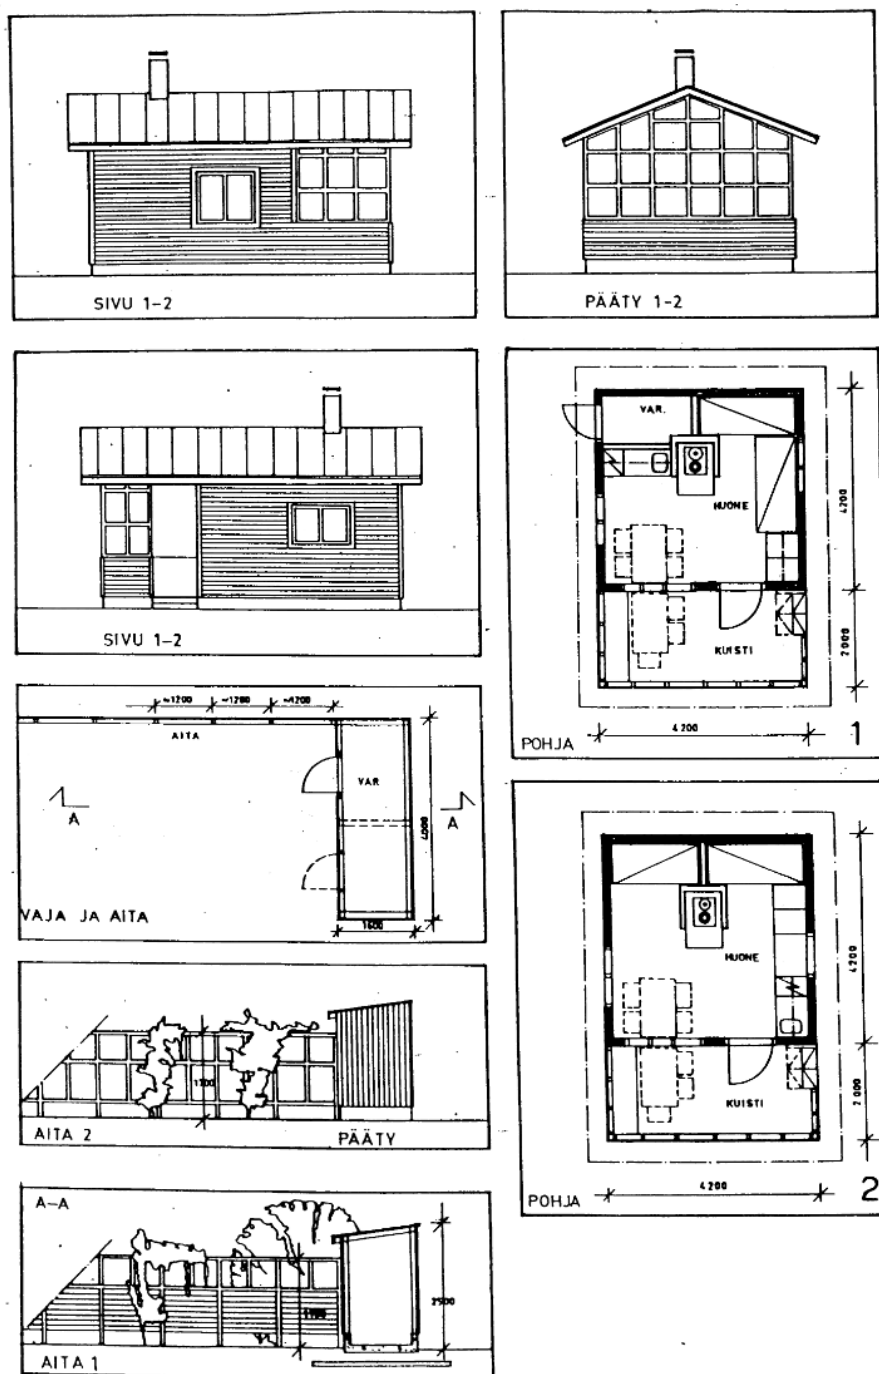 SIVU 1-2
PÄÄTY 1-2
SIVU 1-2
VAR.
HUONE
KUISTI
4200
2000
4200
POHJA
1
~1200
~1200
~1200
AITA
VAR
A
A
4000
1600
VAJA JA AITA
HUONE
KUISTI
4200
2000
4200
POHJA
2
1700
AITA 2
PÄÄTY
A-A
1700
2500
AITA 1